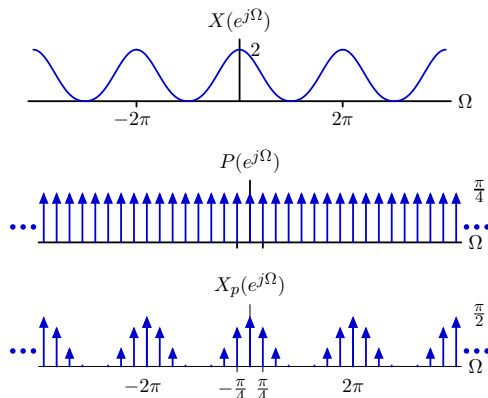 X(e^{jΩ})
2
Ω
−2π 2π
P(e^{jΩ})
π/4
Ω
X_p(e^{jΩ})
π/2
Ω
−2π −π/4 π/4 2π